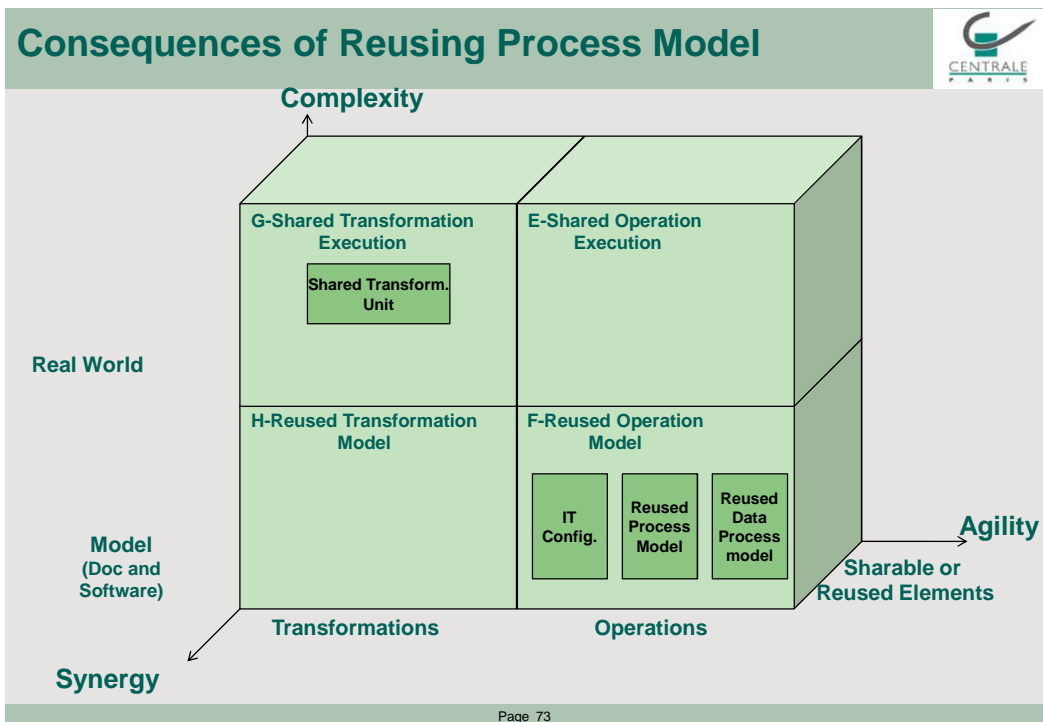 Consequences of Reusing Process Model
CENTRALE
PARIS
Complexity
G-Shared Transformation
Execution
E-Shared Operation
Execution
Shared Transform.
Unit
Real World
H-Reused Transformation
Model
F-Reused Operation
Model
IT
Config.
Reused
Process
Model
Reused
Data
Process
model
Agility
Model
(Doc and
Software)
Sharable or
Reused Elements
Transformations
Operations
Synergy
Page 73